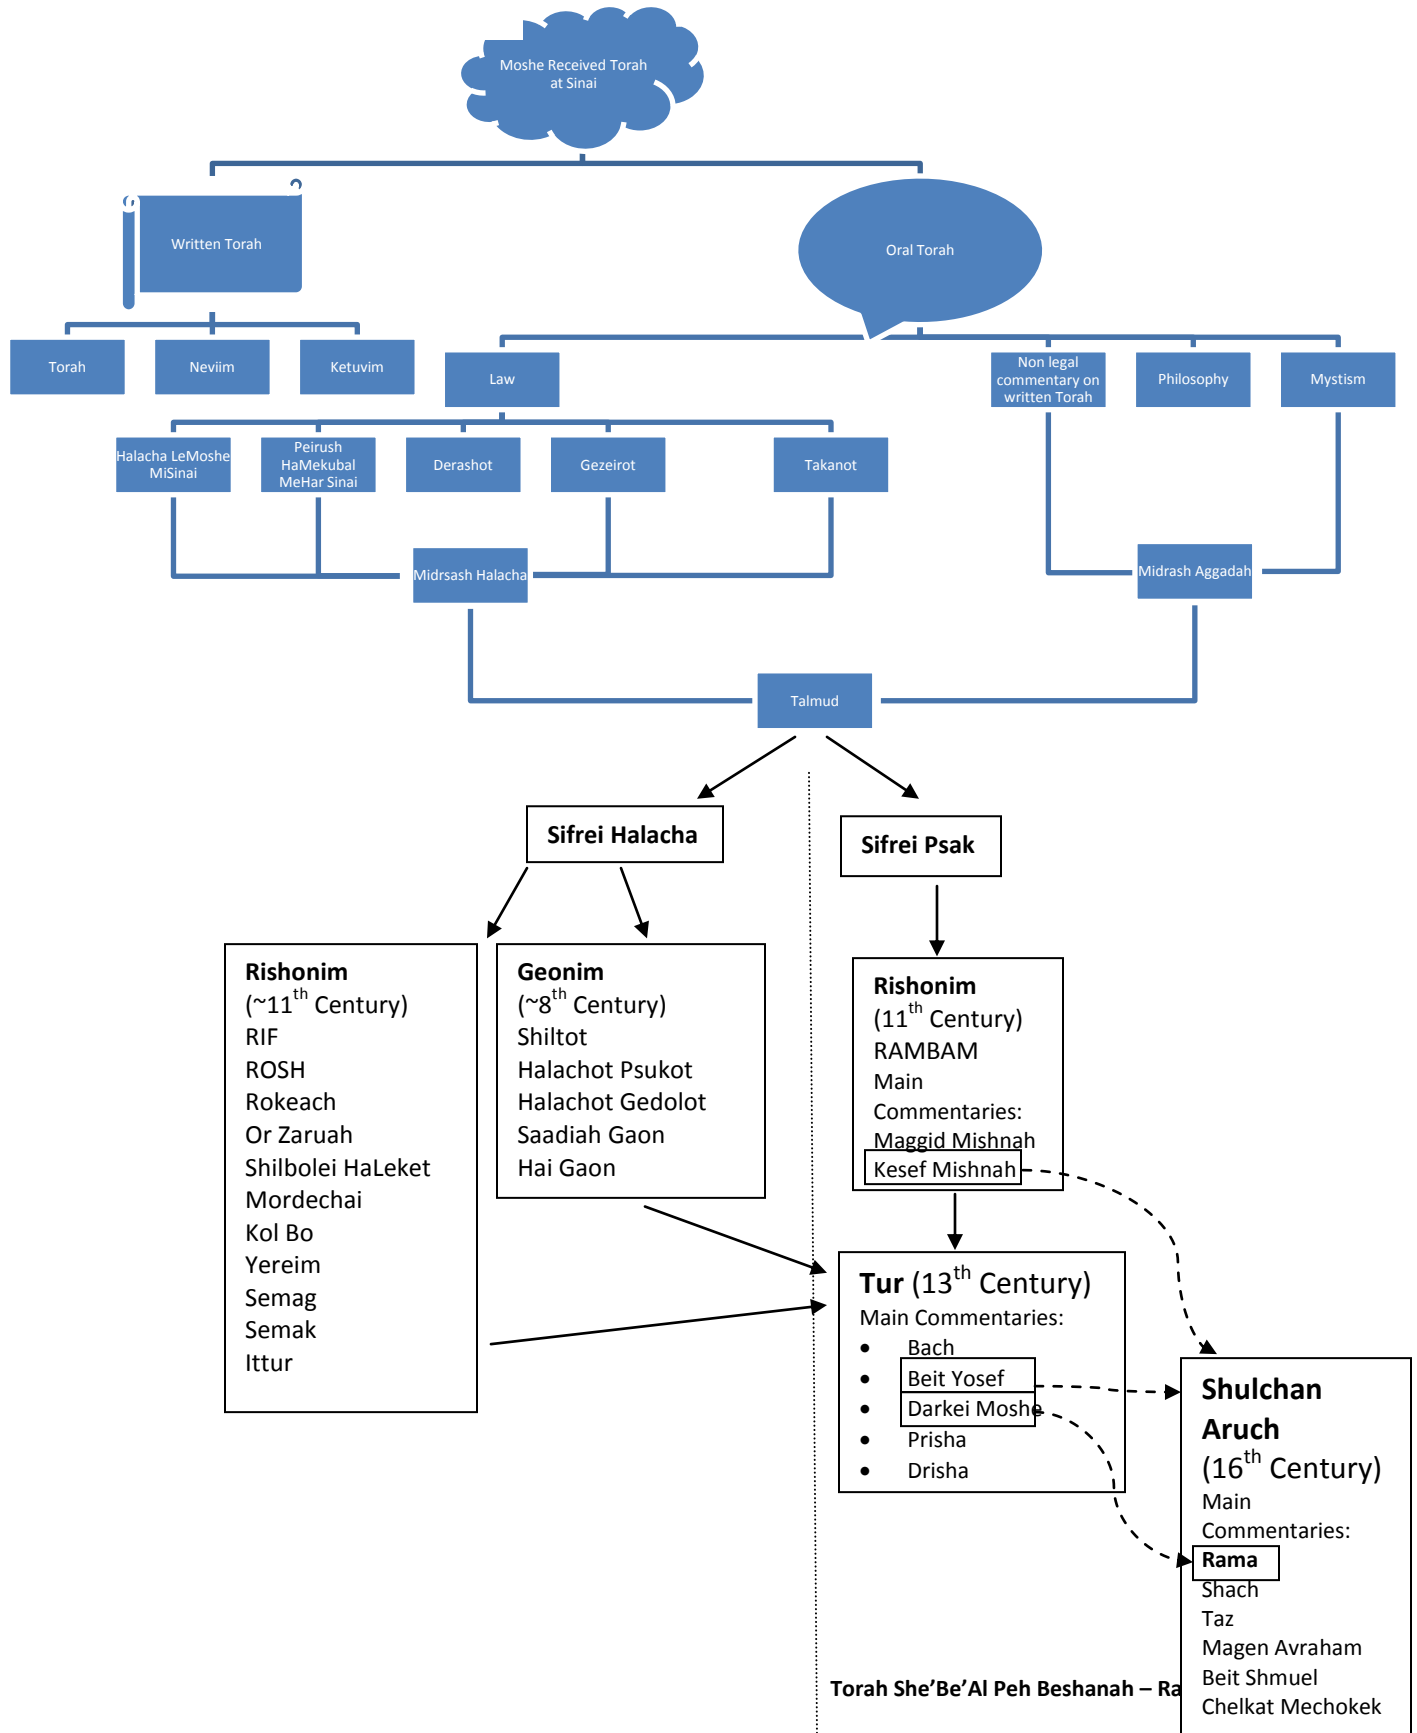 Moshe Received Torah
at Sinai
Written Torah
Oral Torah
Torah
Neviim
Ketuvim
Law
Non legal
commentary on
written Torah
Philosophy
Mystism
Halacha LeMoshe
MiSinai
Peirush
HaMekubal
MeHar Sinai
Derashot
Gezeirot
Takanot
Midrsash Halacha
Midrash Aggadah
Talmud
Sifrei Halacha
Sifrei Psak
Rishonim
(~11th Century)
RIF
ROSH
Rokeach
Or Zaruah
Shilbolei HaLeket
Mordechai
Kol Bo
Yereim
Semag
Semak
Ittur
Geonim
(~8th Century)
Shiltot
Halachot Psukot
Halachot Gedolot
Saadiah Gaon
Hai Gaon
Rishonim
(11th Century)
RAMBAM
Main
Commentaries:
Maggid Mishnah
Kesef Mishnah
Tur (13th Century)
Main Commentaries:
• Bach
• Beit Yosef
• Darkei Moshe
• Prisha
• Drisha
Shulchan
Aruch
(16th Century)
Main
Commentaries:
Rama
Shach
Taz
Magen Avraham
Beit Shmuel
Chelkat Mechokek
Torah She'Be'Al Peh Beshanah – Ra